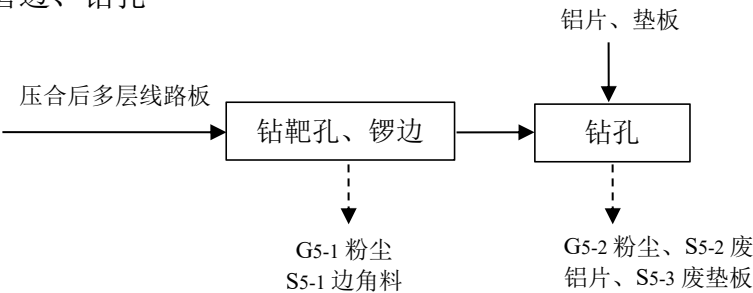 边、钻孔
铝片、垫板
压合后多层线路板
钻靶孔、锣边
钻孔
G5-1 粉尘
S5-1 边角料
G5-2 粉尘、S5-2 废
铝片、S5-3 废垫板